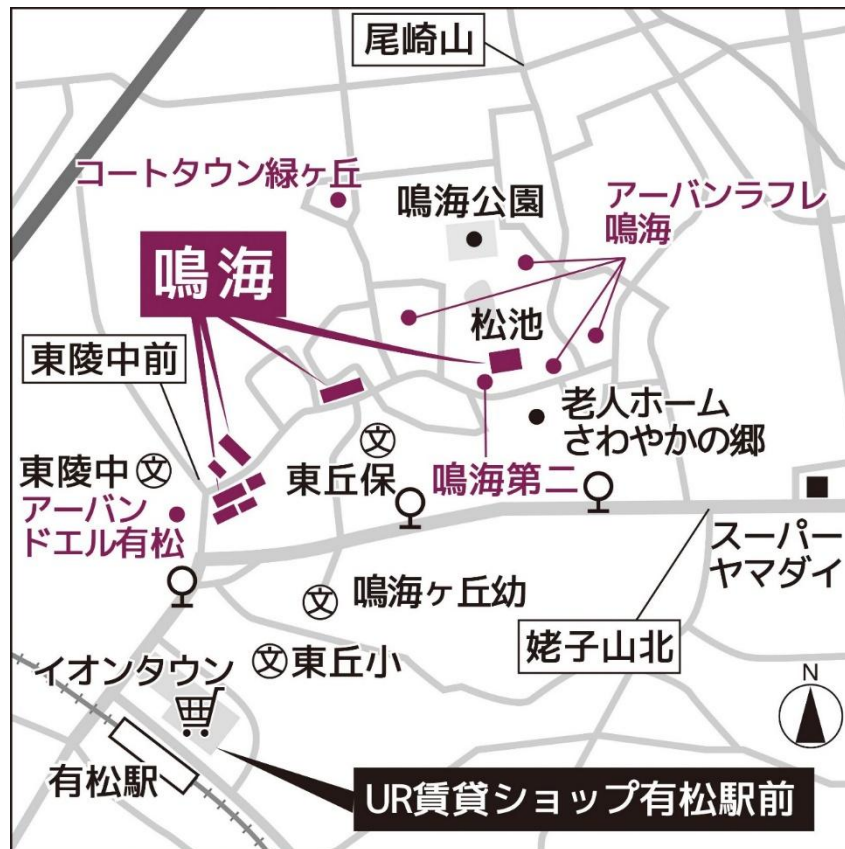 尾崎山
コートタウン緑ヶ丘
鳴海公園
アーバンラフレ
鳴海
鳴海
松池
東陵中前
老人ホーム
さわやかの郷
東陵中
文
文
東丘保
鳴海第二
アーバン
ドエル有松
スーパー
ヤマダイ
文
鳴海ヶ丘幼
姥子山北
文
東丘小
イオンタウン
N
有松駅
UR賃貸ショップ有松駅前